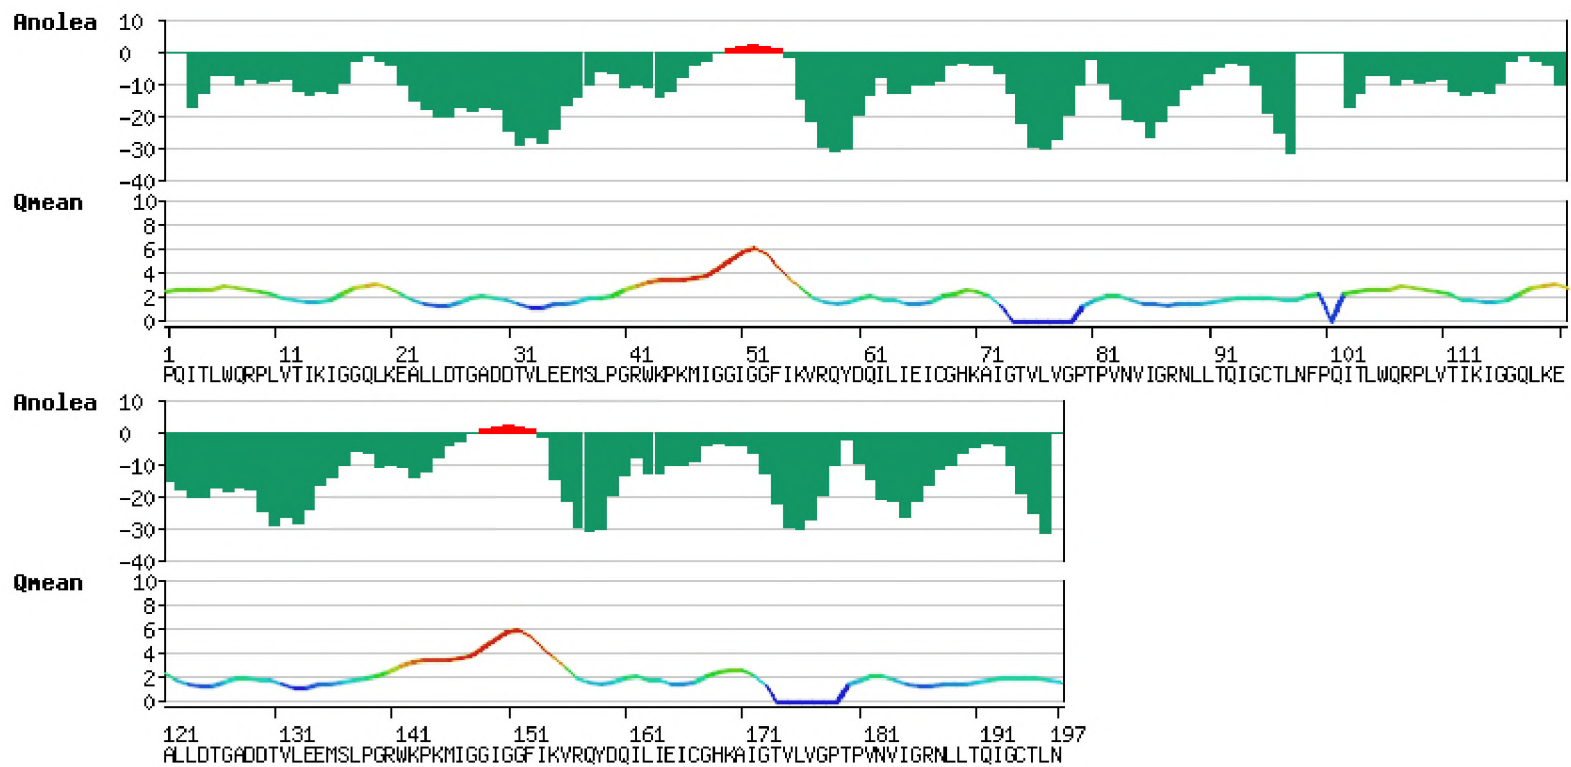 Anolea 10
0
-10
-20
-30
-40
Qmean 10
8
6
4
2
0
1 11 21 31 41 51 61 71 81 91 101 111
PQITLWQRPLVTIKIGGQLKEALLDTGADDTVLEEMSLPGRWKPKMIGGIGGFIKVRQYDQILIEICGHKAIGTVLVGPTPVNVIGRNLLTQIGCTLNFPQITLWQRPLVTIKIGGQLKE
Anolea 10
0
-10
-20
-30
-40
Qmean 10
8
6
4
2
0
121 131 141 151 161 171 181 191 197
ALLDTGADDTVLEEMSLPGRWKPKMIGGIGGFIKVRQYDQILIEICGHKAIGTVLVGPTPVNVIGRNLLTQIGCTLN